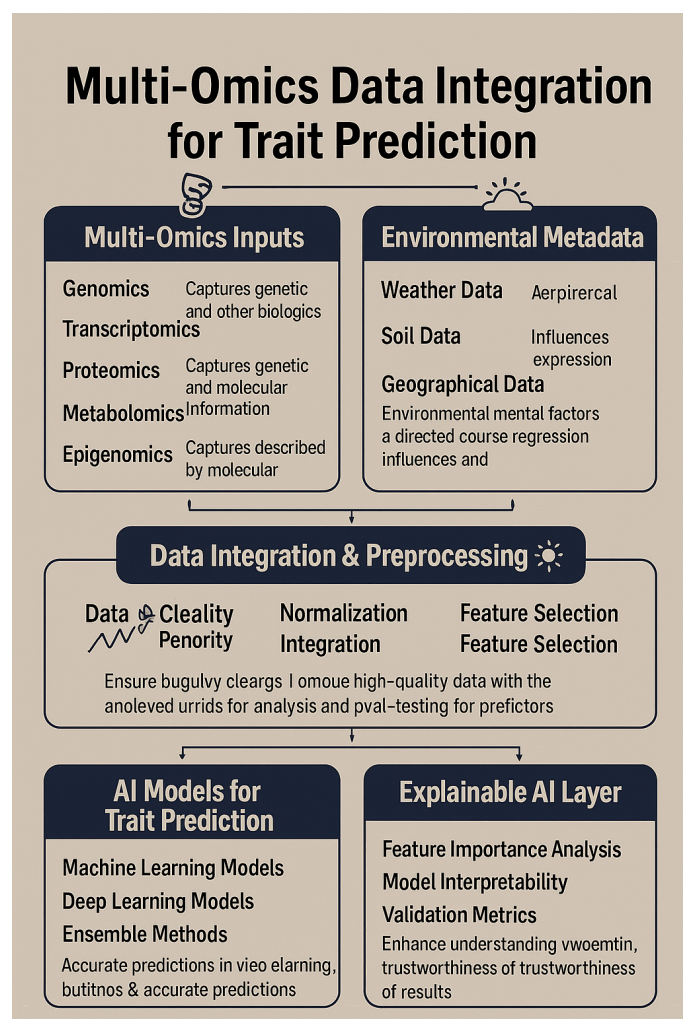 Multi-Omics Data Integration
for Trait Prediction
Multi-Omics Inputs
Genomics
Captures genetic
and other biologics
Transcriptomics
Proteomics
Captures genetic
and molecular
Metabolomics
Information
Epigenomics
Captures described
by molecular
Environmental Metadata
Weather Data
Aerpirercal
Soil Data
Influences
expression
Geographical Data
Environmental mental factors
a directed course regression
influences and
Data Integration & Preprocessing
Data Cleality
Penority
Normalization
Integration
Feature Selection
Feature Selection
Ensure bugulvy cleargs I omoue high-quality data with the
anoleved urrids for analysis and pval-testing for prefictors
AI Models for
Trait Prediction
Machine Learning Models
Deep Learning Models
Ensemble Methods
Accurate predictions in vieo elarning,
butitnos & accurate predictions
Explainable AI Layer
Feature Importance Analysis
Model Interpretability
Validation Metrics
Enhance understanding vwoemtin,
trustworthiness of trustworthiness
of results